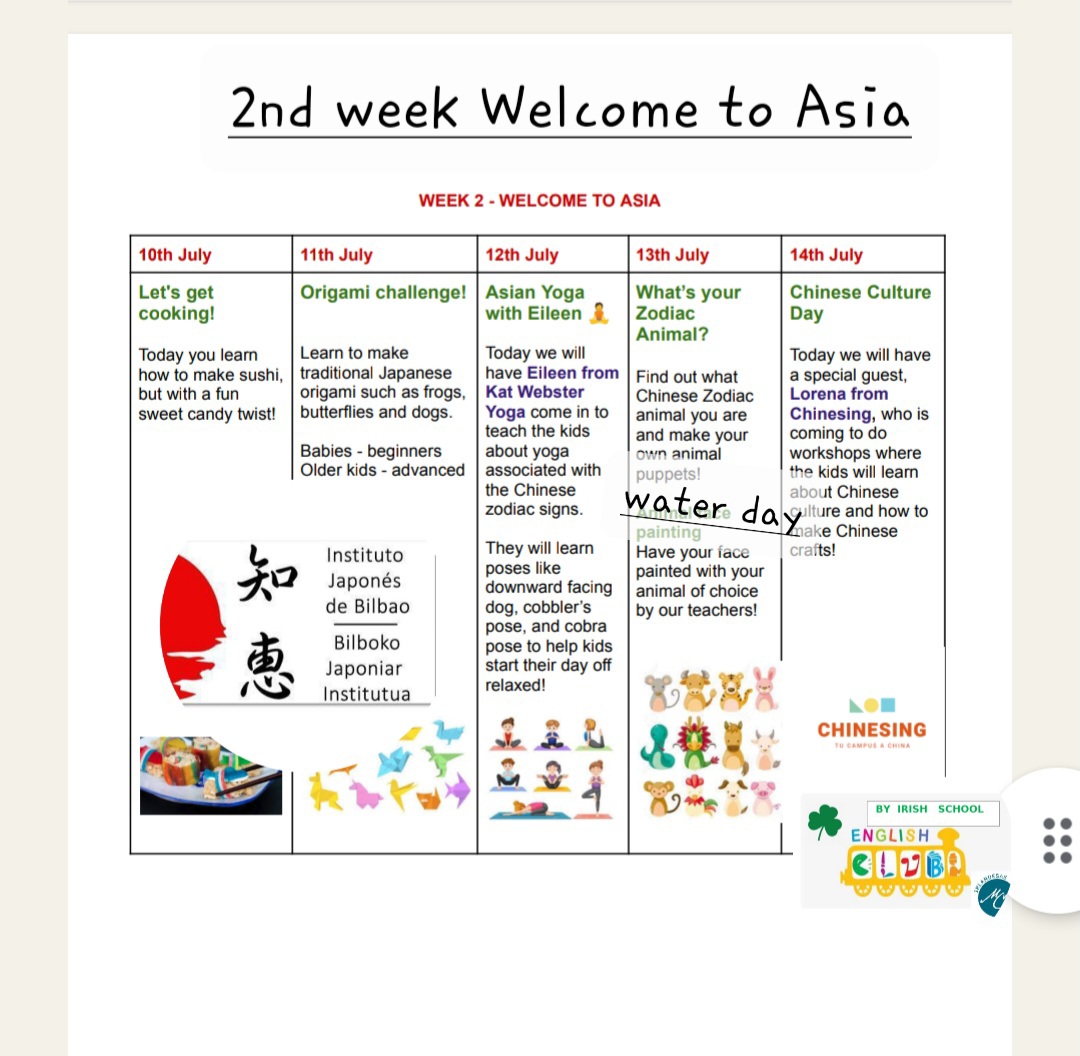 2nd week Welcome to Asia
WEEK 2 - WELCOME TO ASIA
10th July
Let's get
cooking!
Today you learn
how to make sushi,
but with a fun
sweet candy twist!
11th July
Origami challenge!
Learn to make
traditional Japanese
origami such as frogs,
butterflies and dogs.
Babies - beginners
Older kids - advanced
知
恵
Instituto
Japonés
de Bilbao
Bilboko
Japoniar
Institutua
12th July
Asian Yoga
with Eileen
Today we will
have Eileen from
Kat Webster
Yoga come in to
teach the kids
about yoga
associated with
the Chinese
zodiac signs.
They will learn
poses like
downward facing
dog, cobbler's
pose, and cobra
pose to help kids
start their day off
relaxed!
13th July
What's your
Zodiac
Animal?
Find out what
Chinese Zodiac
animal you are
and make your
own animal
puppets!
water day
Animal face
painting
Have your face
painted with your
animal of choice
by our teachers!
14th July
Chinese Culture
Day
Today we will have
a special guest,
Lorena from
Chinesing, who is
coming to do
workshops where
the kids will learn
about Chinese
culture and how to
make Chinese
crafts!
CHINESING
TU CAMPUS A CHINA
BY IRISH SCHOOL
ENGLISH
CLUB